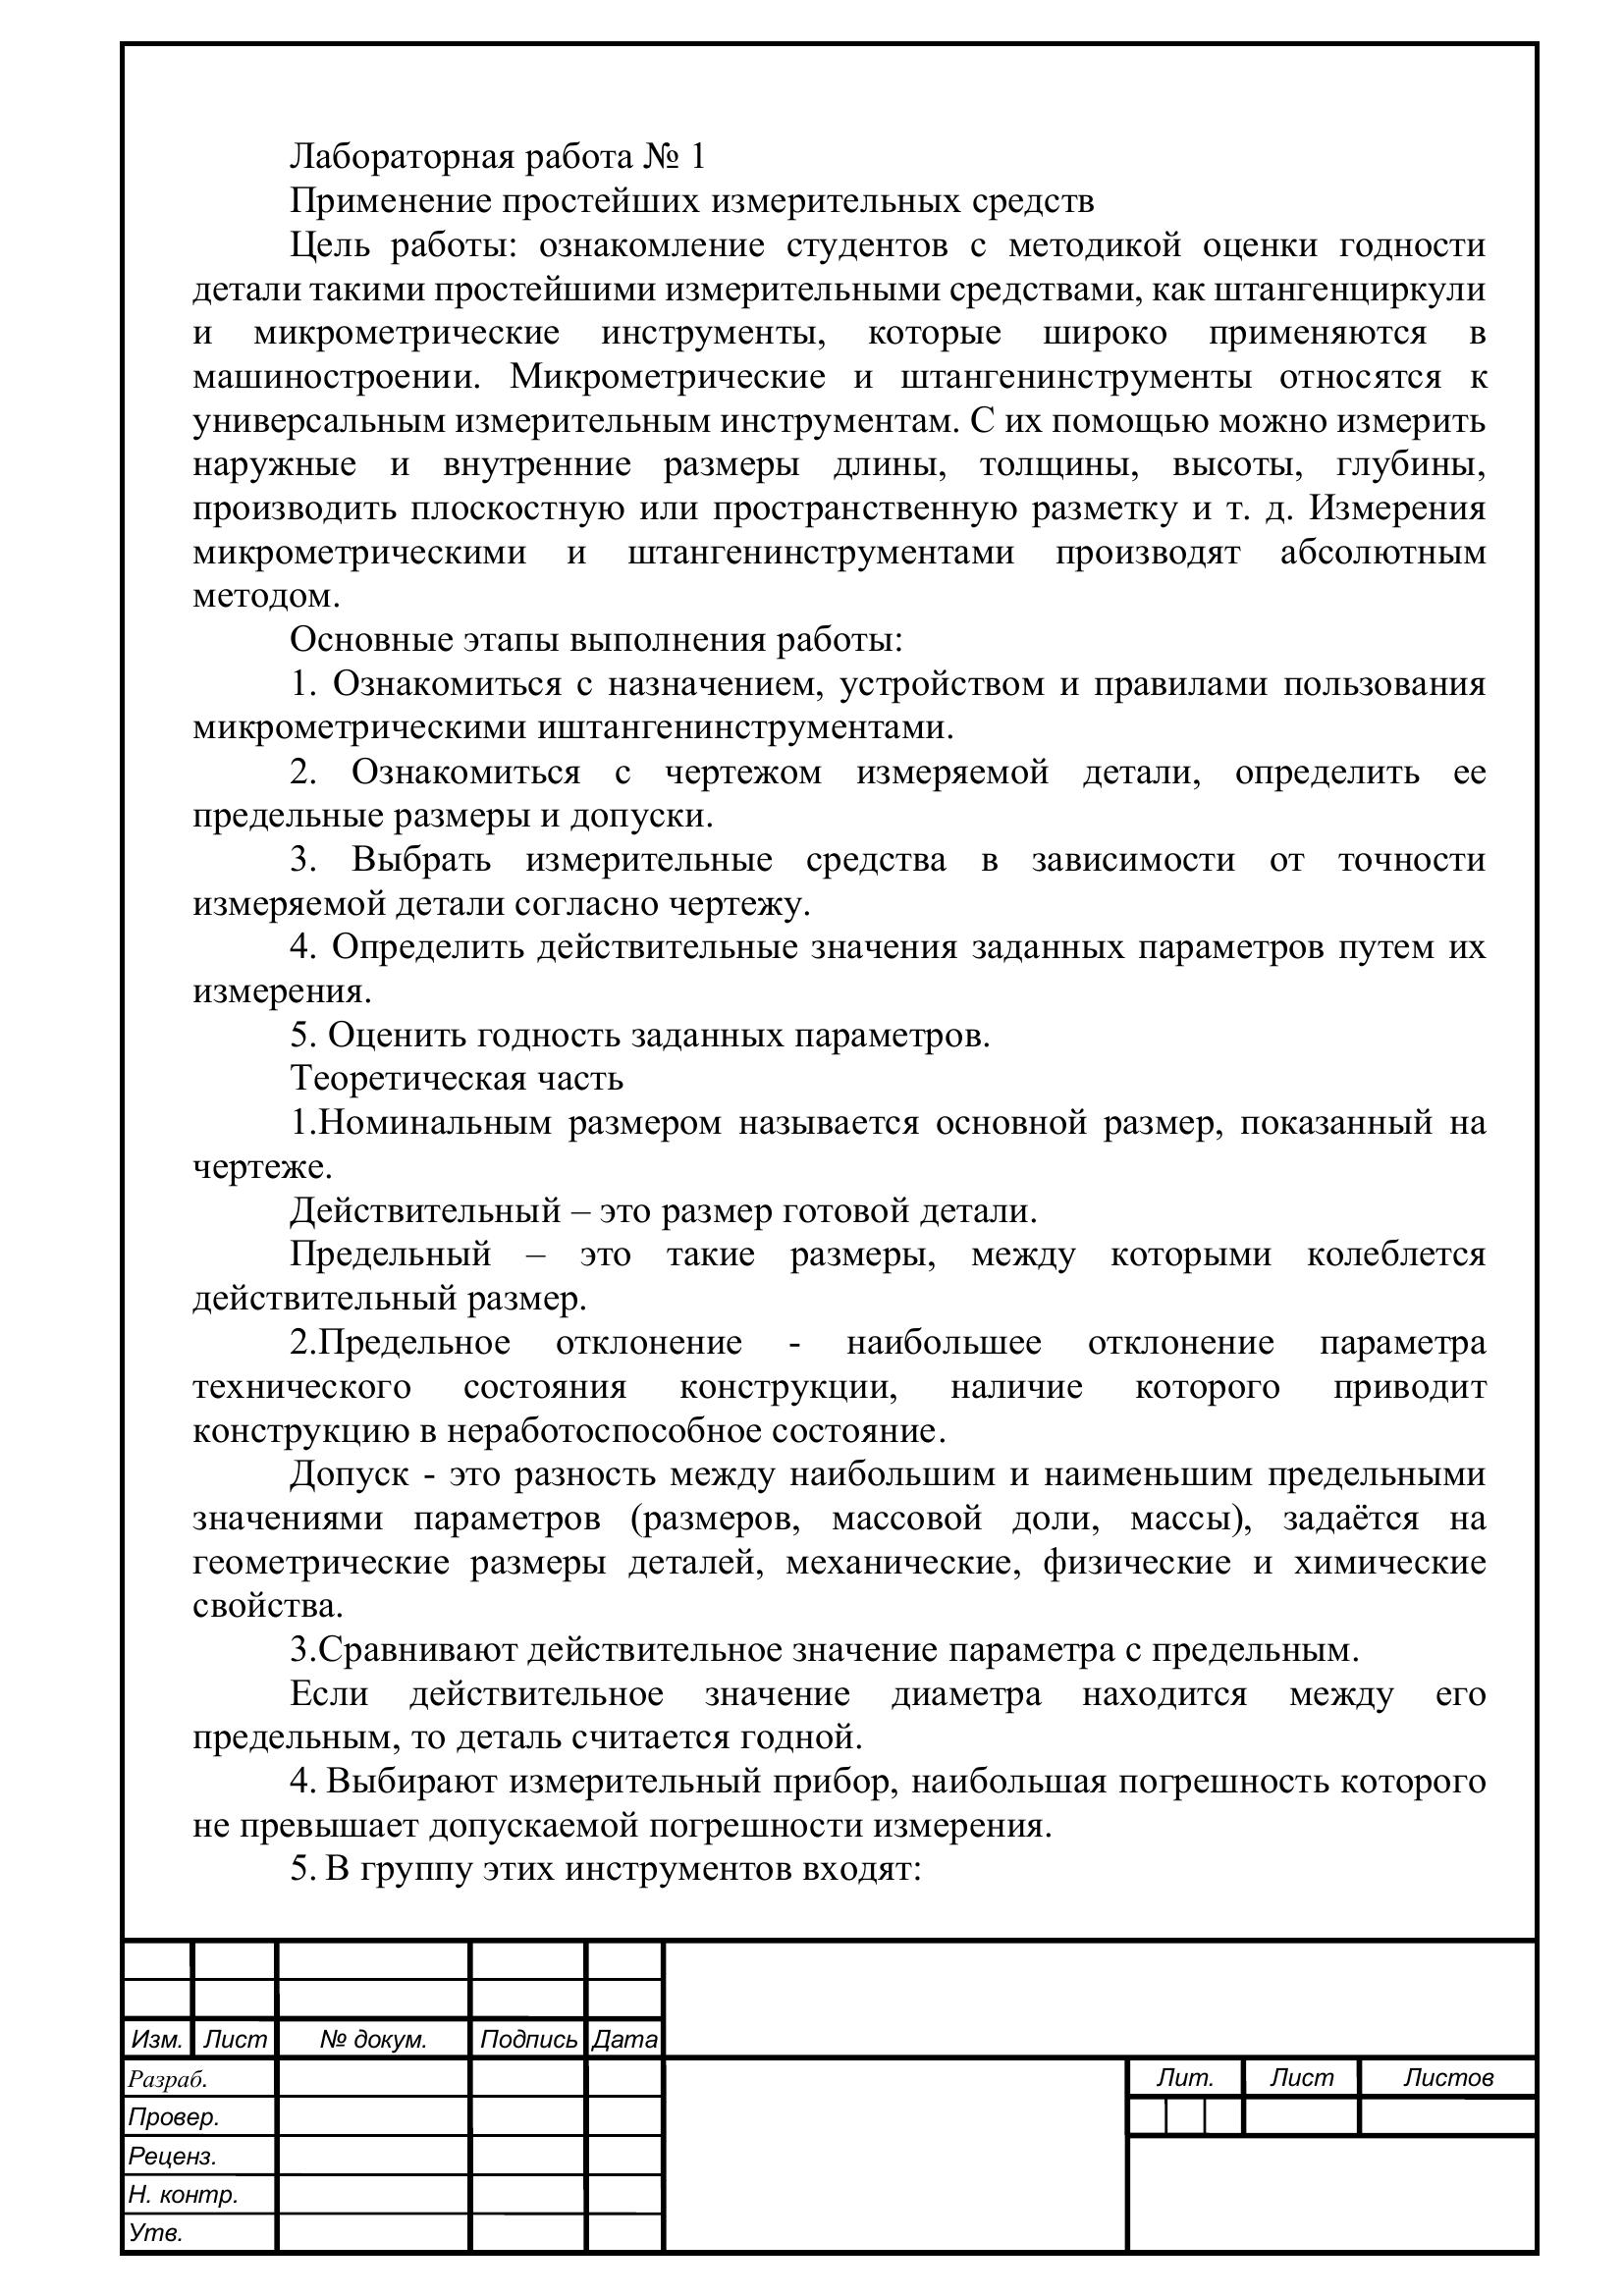 Лабораторная работа № 1
Применение простейших измерительных средств
Цель работы: ознакомление студентов с методикой оценки годности
детали такими простейшими измерительными средствами, как штангенциркули
и микрометрические инструменты, которые широко применяются в
машиностроении. Микрометрические и штангенинструменты относятся к
универсальным измерительным инструментам. С их помощью можно измерить
наружные и внутренние размеры длины, толщины, высоты, глубины,
производить плоскостную или пространственную разметку и т. д. Измерения
микрометрическими и штангенинструментами производят абсолютным
методом.
Основные этапы выполнения работы:
1. Ознакомиться с назначением, устройством и правилами пользования
микрометрическими иштангенинструментами.
2. Ознакомиться с чертежом измеряемой детали, определить ее
предельные размеры и допуски.
3. Выбрать измерительные средства в зависимости от точности
измеряемой детали согласно чертежу.
4. Определить действительные значения заданных параметров путем их
измерения.
5. Оценить годность заданных параметров.
Теоретическая часть
1.Номинальным размером называется основной размер, показанный на
чертеже.
Действительный – это размер готовой детали.
Предельный – это такие размеры, между которыми колеблется
действительный размер.
2.Предельное отклонение - наибольшее отклонение параметра
технического состояния конструкции, наличие которого приводит
конструкцию в неработоспособное состояние.
Допуск - это разность между наибольшим и наименьшим предельными
значениями параметров (размеров, массовой доли, массы), задаётся на
геометрические размеры деталей, механические, физические и химические
свойства.
3.Сравнивают действительное значение параметра с предельным.
Если действительное значение диаметра находится между его
предельным, то деталь считается годной.
4. Выбирают измерительный прибор, наибольшая погрешность которого
не превышает допускаемой погрешности измерения.
5. В группу этих инструментов входят:
Изм. Лист № докум. Подпись Дата
Разраб. Лит. Лист Листов
Провер.
Реценз.
Н. контр.
Утв.